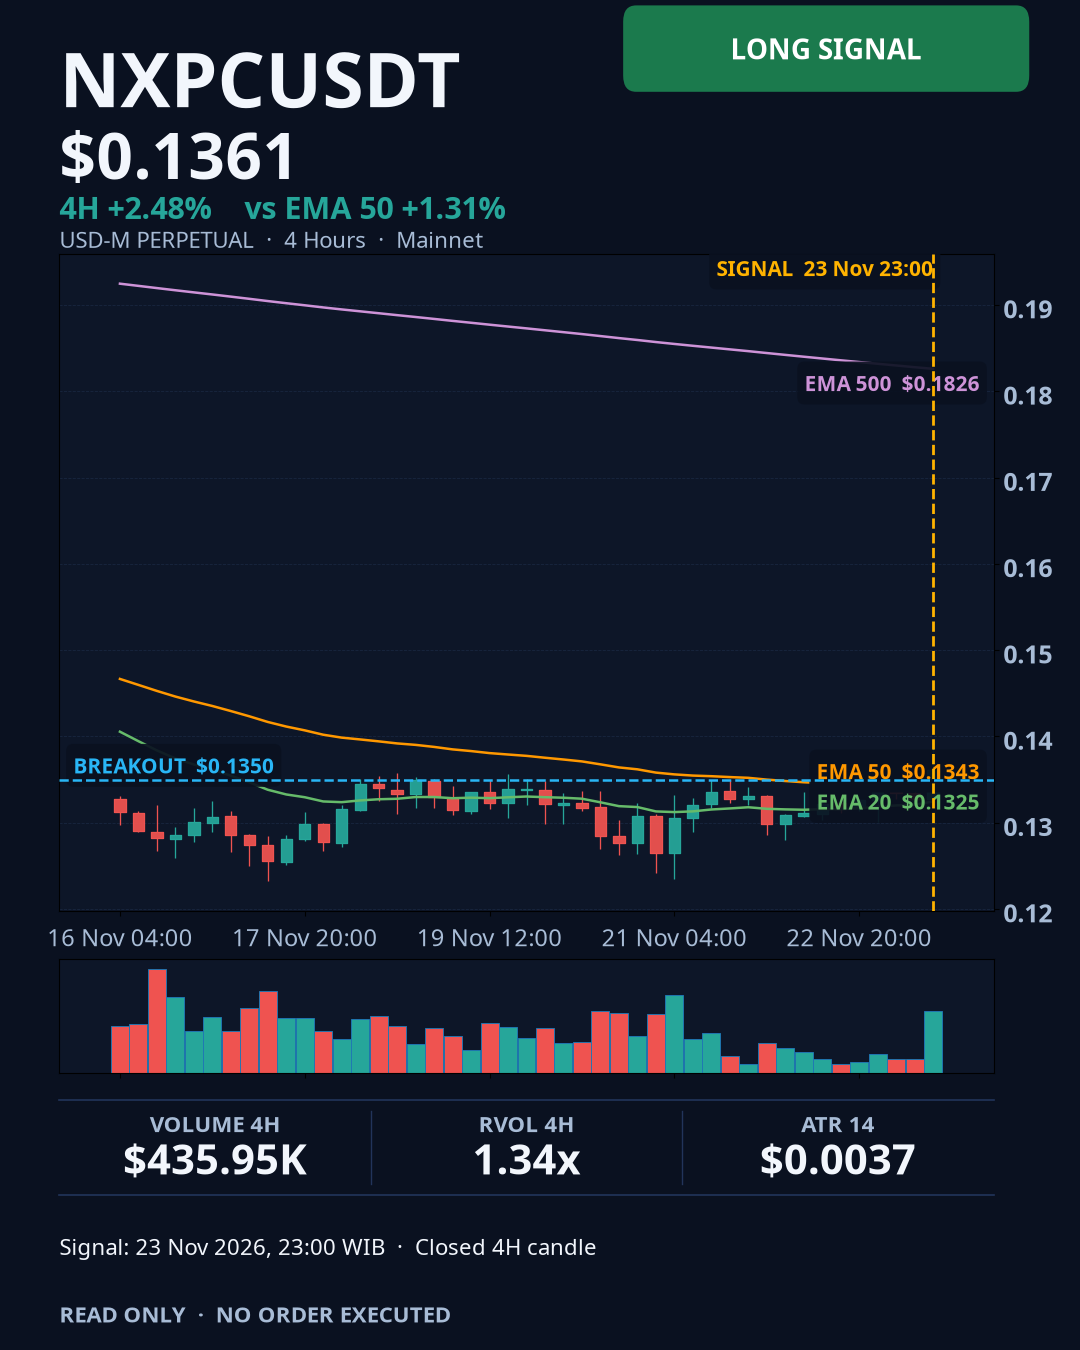 LONG SIGNAL
NXPCUSDT
$0.1361
4H +2.48% vs EMA 50 +1.31%
USD-M PERPETUAL · 4 Hours · Mainnet
SIGNAL 23 Nov 23:00
0.19
EMA 500 $0.1826
0.18
0.17
0.16
0.15
0.14
BREAKOUT $0.1350
EMA 50 $0.1343
EMA 20 $0.1325
0.13
0.12
16 Nov 04:00 17 Nov 20:00 19 Nov 12:00 21 Nov 04:00 22 Nov 20:00
VOLUME 4H RVOL 4H ATR 14
$435.95K 1.34x $0.0037
Signal: 23 Nov 2026, 23:00 WIB · Closed 4H candle
READ ONLY · NO ORDER EXECUTED